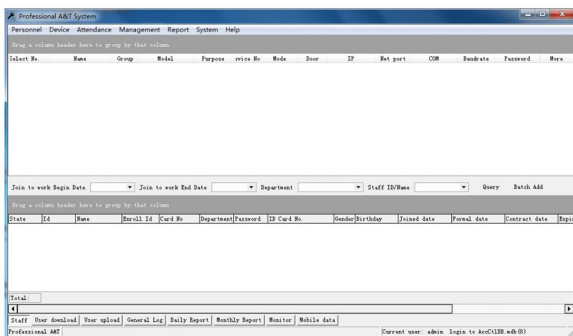 Professional A&T System
Personnel Device Attendance Management Report System Help
Drag a column header here to group by that column
Select No. Name Group Modal Purpose rvice No Mode Door IP Net port COM Baudrate Password More
Join to work Begin Date Join to work End Date Department Staff ID/Name Query Batch Add
Drag a column header here to group by that column
State Id Name Enroll Id Card No Department Password ID Card No. Gender Birthday Joined date Formal date Contract date Expir
Total:
Staff User download User upload General Log Daily Report Monthly Report Monitor Mobile data
Professional AMT Current user: admin login to AccCtlDB.mdb(8)